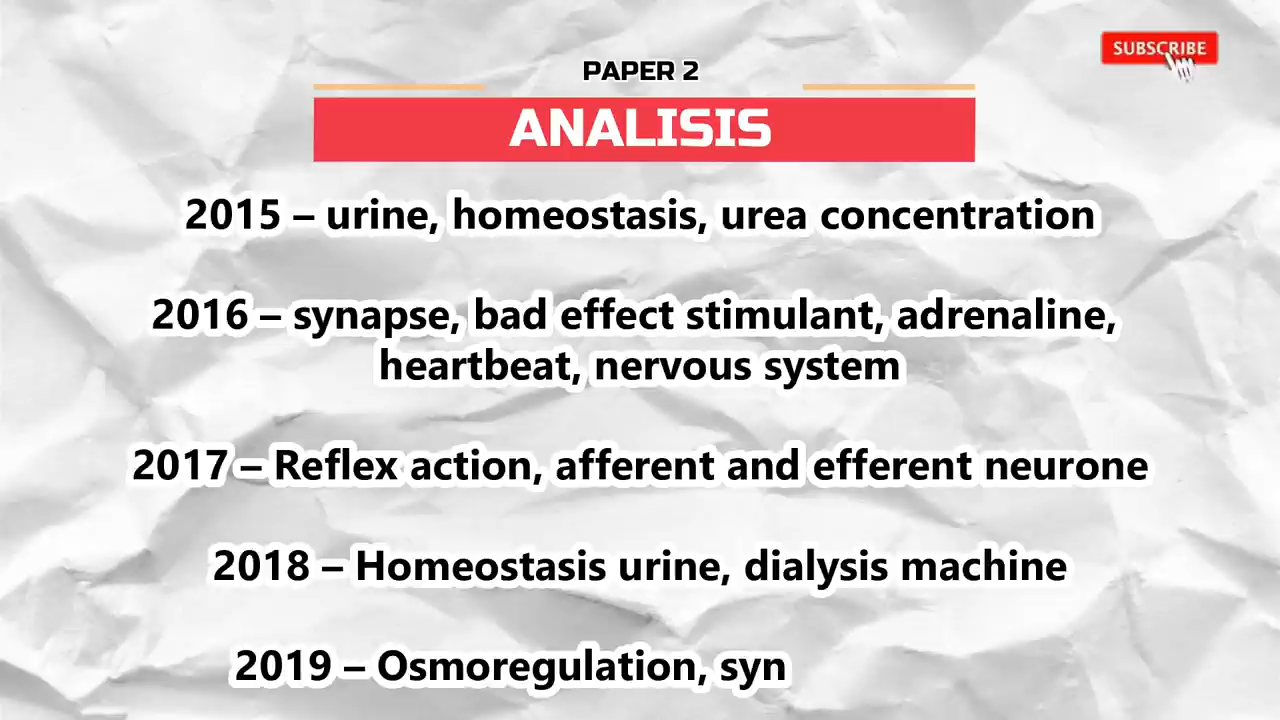 PAPER 2
SUBSCRIBE
ANALISIS
2015 – urine, homeostasis, urea concentration
2016 – synapse, bad effect stimulant, adrenaline,
heartbeat, nervous system
2017 – Reflex action, afferent and efferent neurone
2018 – Homeostasis urine, dialysis machine
2019 – Osmoregulation, syn